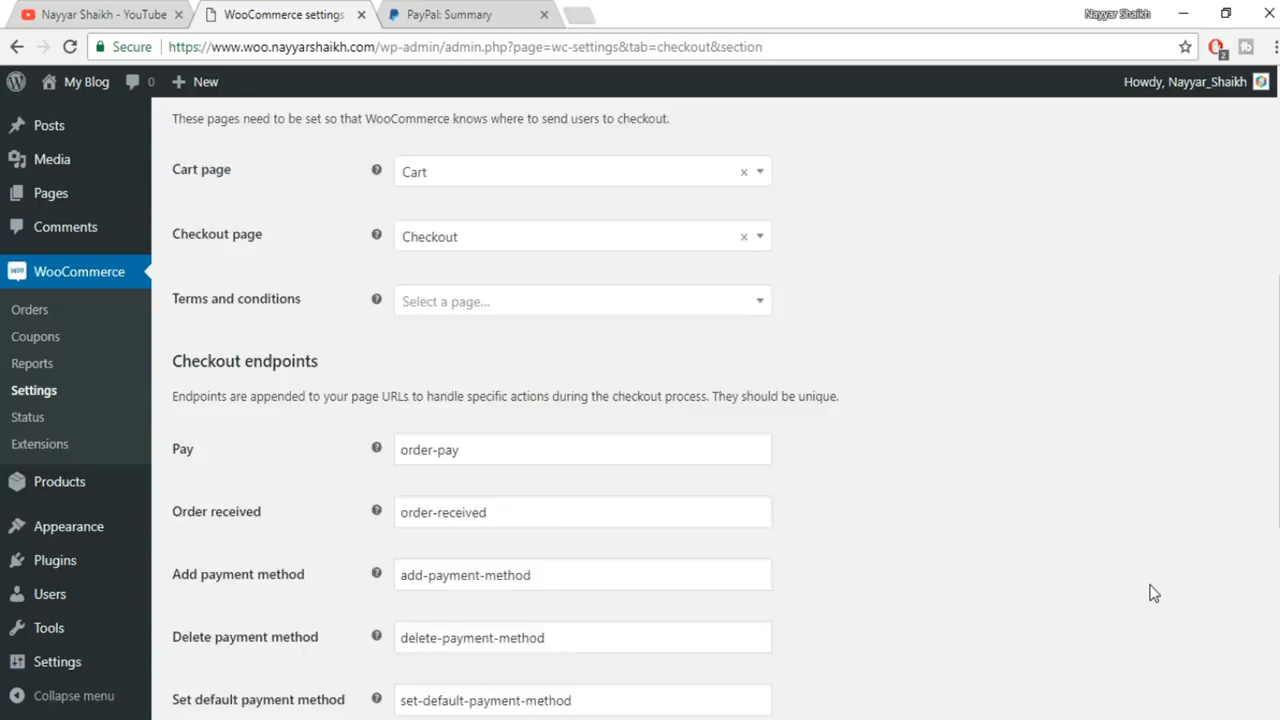 Nayyar Shaikh - YouTube
WooCommerce settings
PayPal: Summary
Nayyar Shaikh
Secure
https://www.woo.nayyarshaikh.com/wp-admin/admin.php?page=wc-settings&tab=checkout&section
2
My Blog
0
New
Howdy, Nayyar_Shaikh
Posts
Media
Pages
Comments
WooCommerce
Orders
Coupons
Reports
Settings
Status
Extensions
Products
Appearance
Plugins
Users
Tools
Settings
Collapse menu
These pages need to be set so that WooCommerce knows where to send users to checkout.
Cart page
Cart
Checkout page
Checkout
Terms and conditions
Select a page...
Checkout endpoints
Endpoints are appended to your page URLs to handle specific actions during the checkout process. They should be unique.
Pay
order-pay
Order received
order-received
Add payment method
add-payment-method
Delete payment method
delete-payment-method
Set default payment method
set-default-payment-method